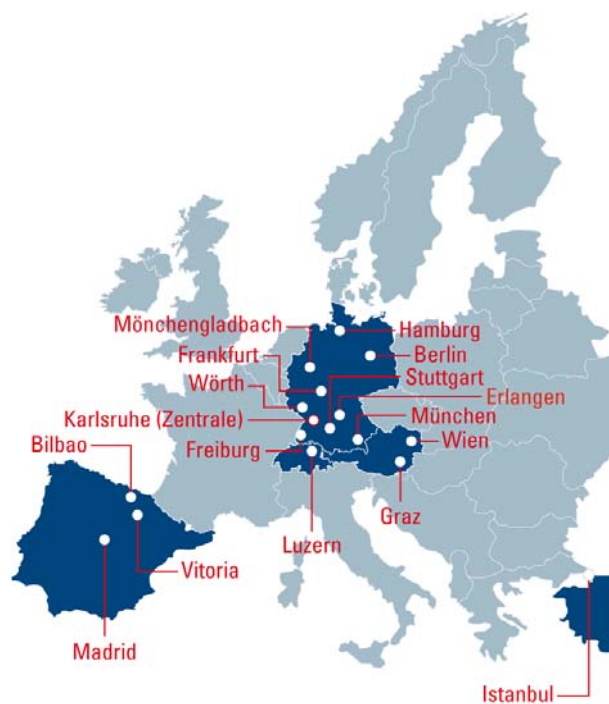 Mönchengladbach
Hamburg
Frankfurt
Berlin
Stuttgart
Wörth
Erlangen
Karlsruhe (Zentrale)
München
Bilbao
Freiburg
Wien
Graz
Luzern
Vitoria
Madrid
Istanbul